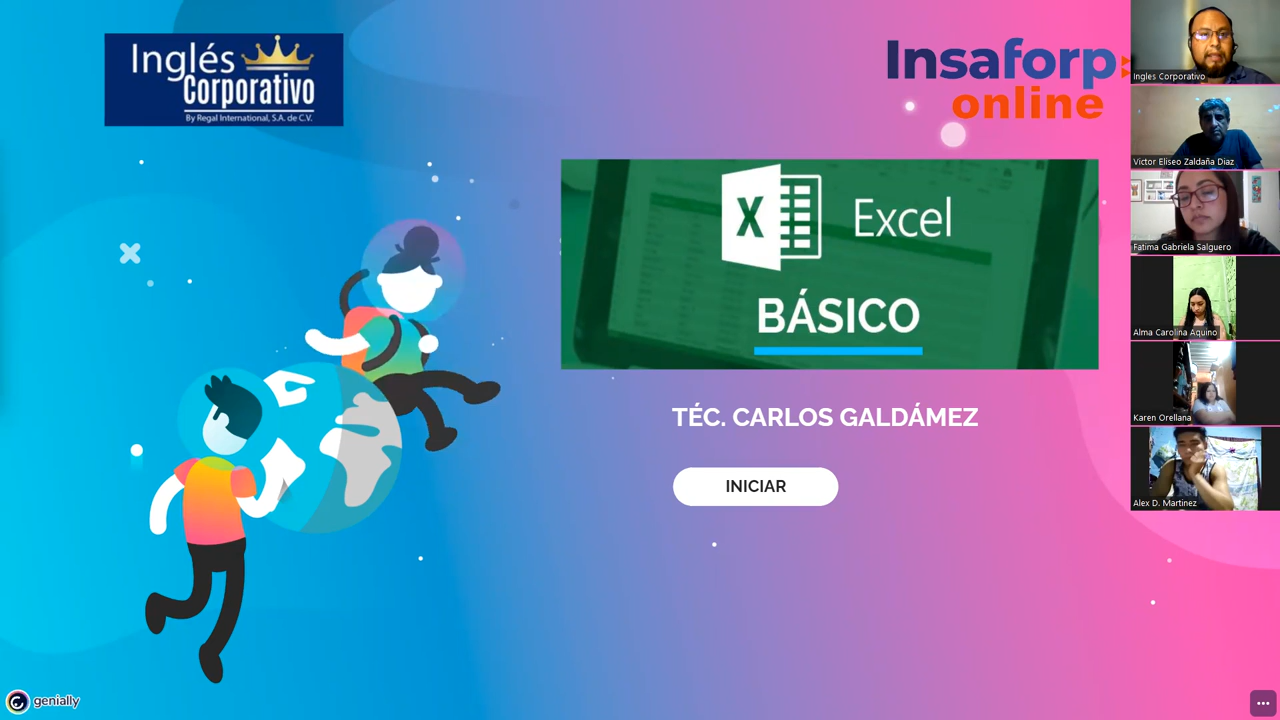 Inglés
Corporativo
By Regal International, S.A. de C.V.
Insaforp
online
X
Excel
BÁSICO
TÉC. CARLOS GALDÁMEZ
INICIAR
genially
Ingles Corporativo
Victor Eliseo Zaldaña Diaz
Fatima Gabriela Salguero
Alma Carolina Aquino
Karen Orellana
Alex D. Martinez